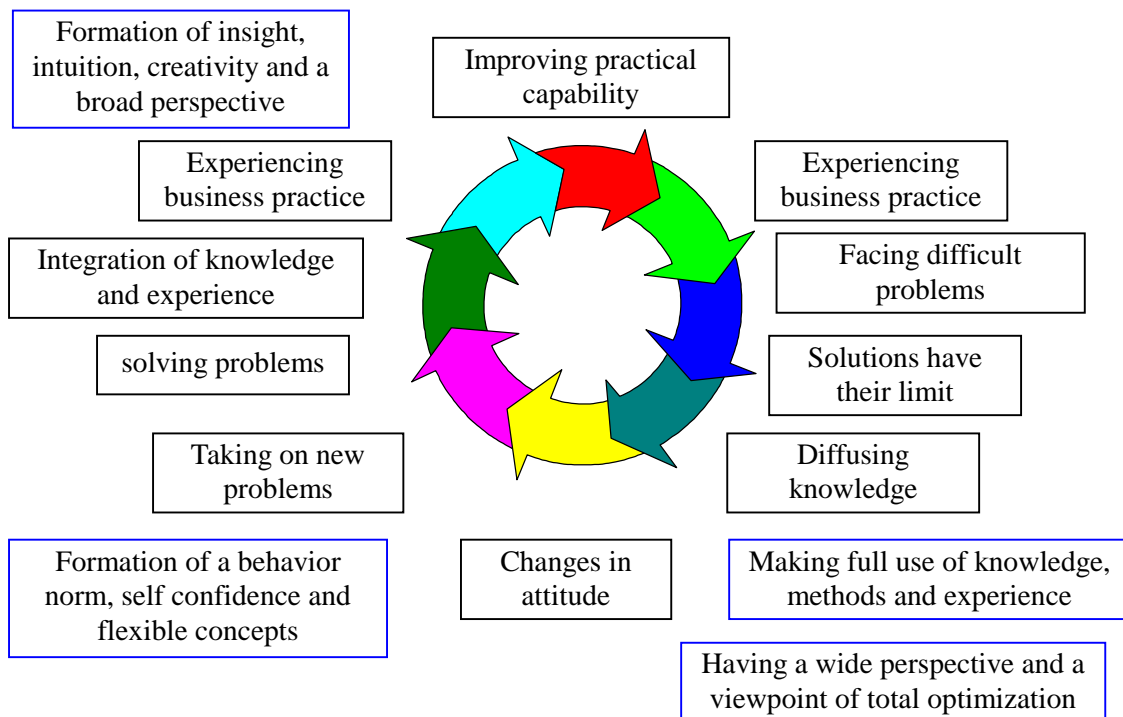 Formation of insight,
intuition, creativity and a
broad perspective
Improving practical
capability
Experiencing
business practice
Experiencing
business practice
Integration of knowledge
and experience
Facing difficult
problems
solving problems
Solutions have
their limit
Taking on new
problems
Diffusing
knowledge
Formation of a behavior
norm, self confidence and
flexible concepts
Changes in
attitude
Making full use of knowledge,
methods and experience
Having a wide perspective and a
viewpoint of total optimization